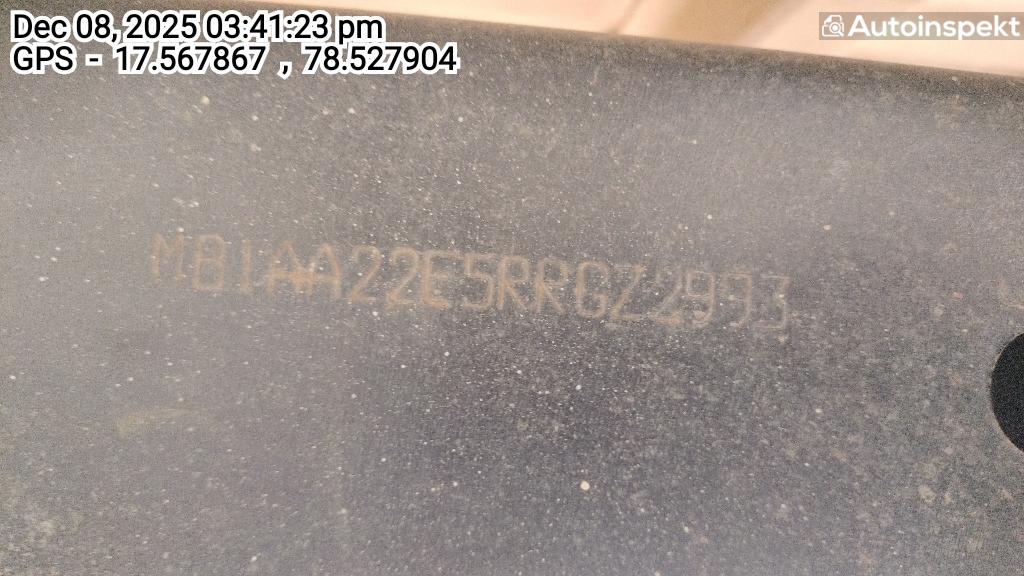 Dec 08, 2025 03:41:23 pm
GPS - 17.567867 , 78.527904
Autoinspekt
MB1AA22E5RRGZ2993